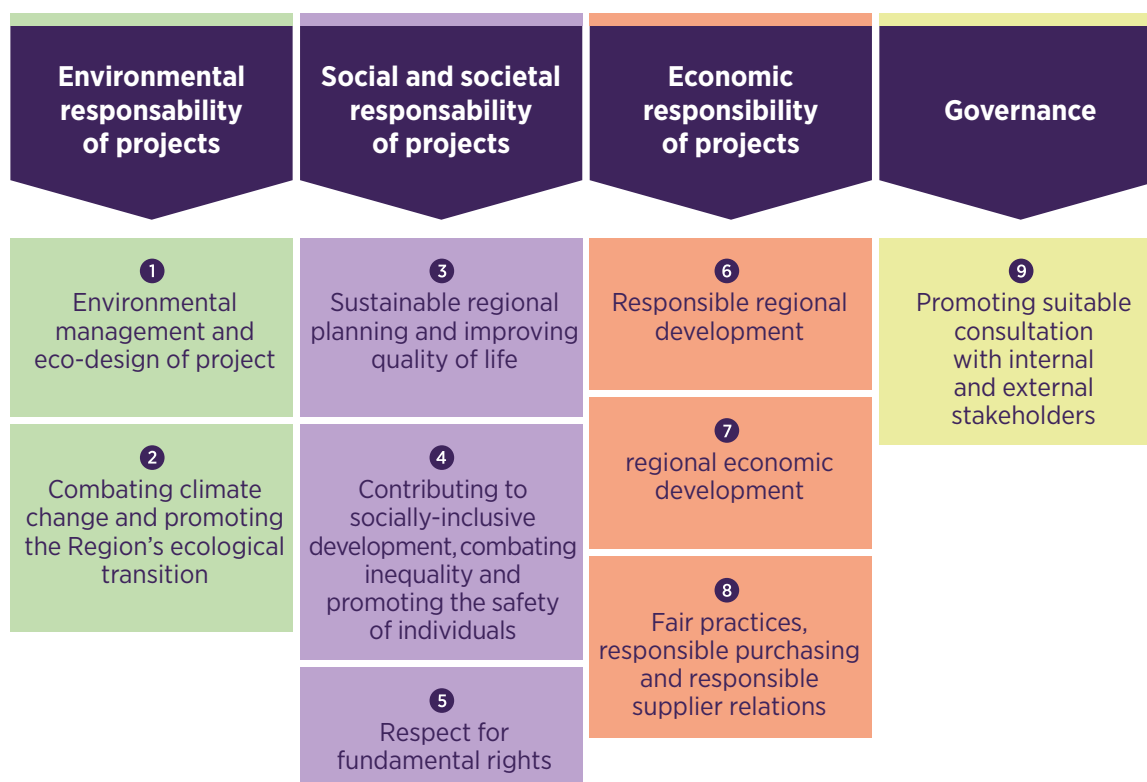 Environmental
responsability
of projects
Social and societal
responsability
of projects
Economic
responsibility
of projects
Governance
1
Environmental
management and
eco-design of project
2
Combating climate
change and promoting
the Region's ecological
transition
3
Sustainable regional
planning and improving
quality of life
4
Contributing to
socially-inclusive
development, combating
inequality and
promoting the safety
of individuals
5
Respect for
fundamental rights
6
Responsible regional
development
7
regional economic
development
8
Fair practices,
responsible purchasing
and responsible
supplier relations
9
Promoting suitable
consultation
with internal
and external
stakeholders